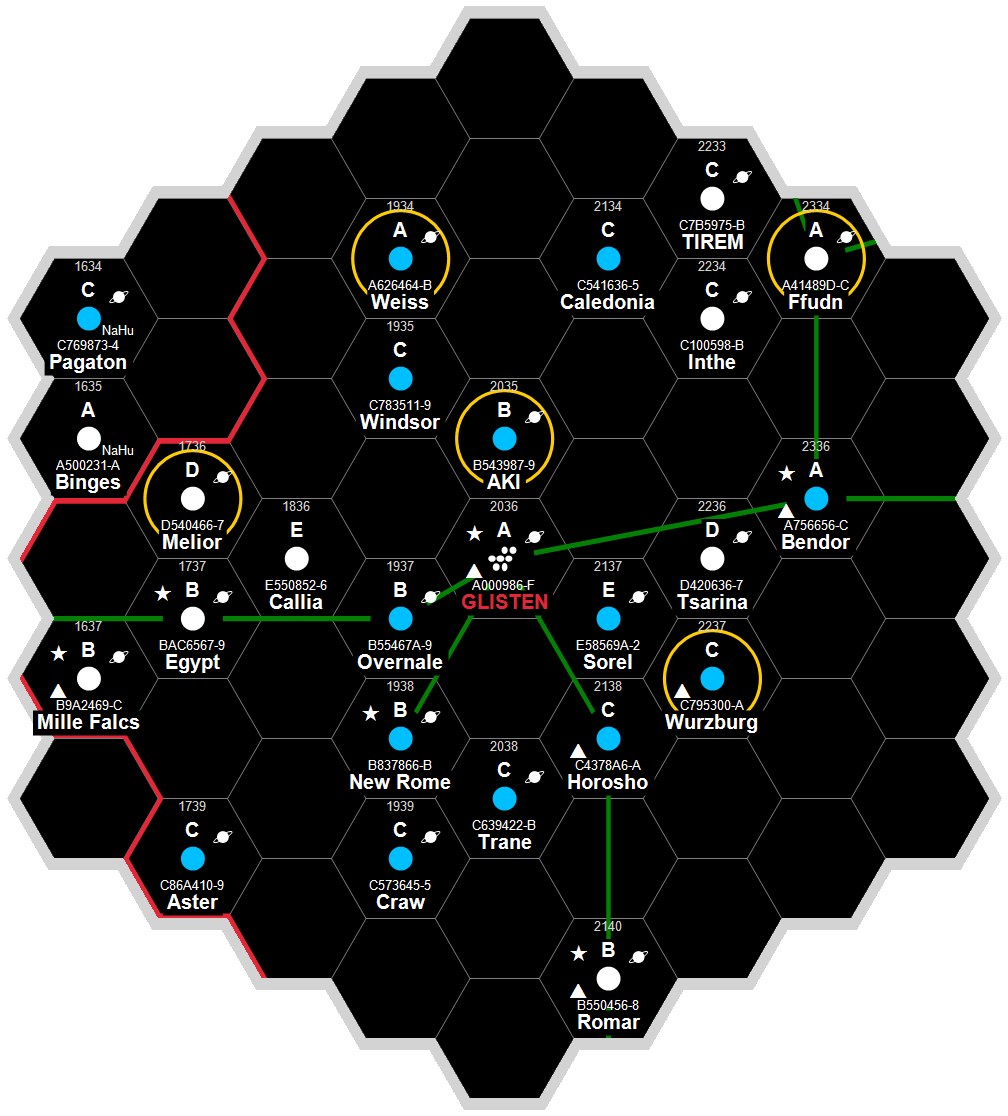 2233
C
C7B5975-B
TIREM
1934
A
A626464-B
Weiss
2134
C
C541636-5
Caledonia
2334
A
A41489D-C
Ffudn
1634
C
NaHu
C769873-4
Pagaton
2234
C
C100598-B
Inthe
1935
C
C783511-9
Windsor
1635
A
NaHu
A500231-A
Binges
2035
B
B543987-9
AKI
1736
D
D540466-7
Melior
2336
A
A756656-C
Bendor
1836
E
E550852-6
Callia
2036
A
A000986-F
GLISTEN
2236
D
D420636-7
Tsarina
1737
B
BAC6567-9
Egypt
1937
B
B55467A-9
Overnale
2137
E
E58569A-2
Sorel
1637
B
B9A2469-C
Mille Falcs
2237
C
C795300-A
Wurzburg
1938
B
B837866-B
New Rome
2138
C
C4378A6-A
Horosho
2038
C
C639422-B
Trane
1739
C
C86A410-9
Aster
1939
C
C573645-5
Craw
2140
B
B550456-8
Romar